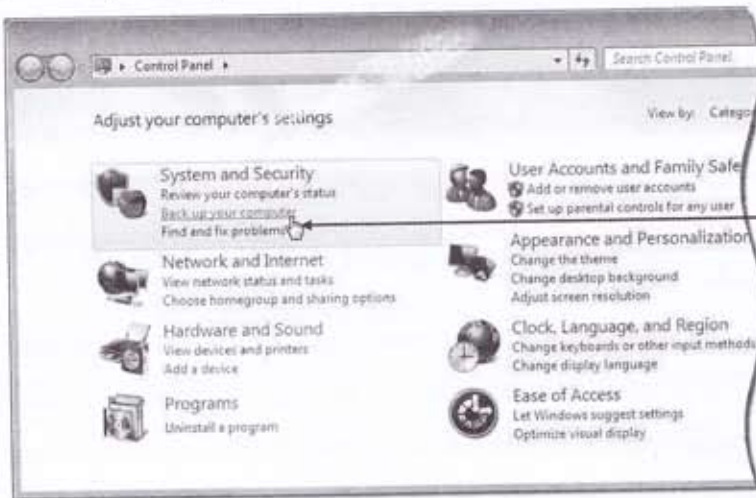 Control Panel
Search Control Panel
Adjust your computer's settings
View by: Catego
System and Security
Review your computer's status
Back up your computer
Find and fix problems
Network and Internet
View network status and tasks
Choose homegroup and sharing options
Hardware and Sound
View devices and printers
Add a device
Programs
Uninstall a program
User Accounts and Family Safe
Add or remove user accounts
Set up parental controls for any user
Appearance and Personalization
Change the theme
Change desktop background
Adjust screen resolution
Clock, Language, and Region
Change keyboards or other input methods
Change display language
Ease of Access
Let Windows suggest settings
Optimize visual display